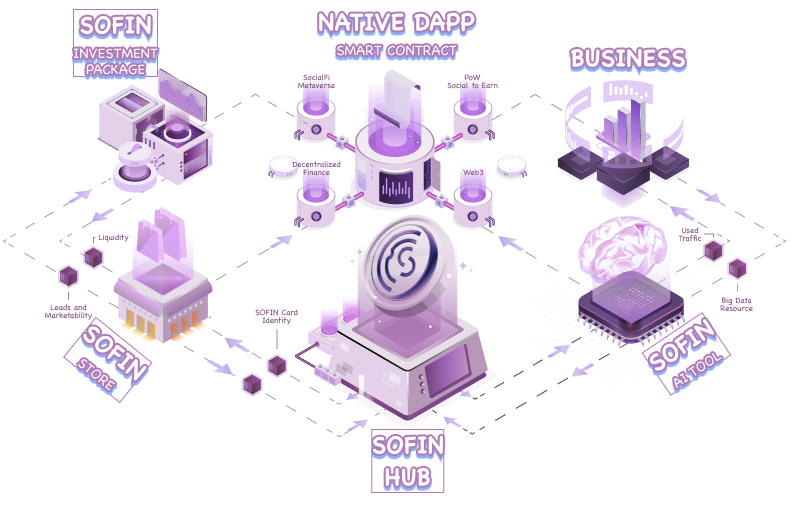 SOFIN
INVESTMENT
PACKAGE
NATIVE DAPP
SMART CONTRACT
BUSINESS
SocialFi
Metaverse
PoW
Social to Earn
Decentralized
Finance
Web3
Liquidity
Leads and
Marketability
SOFIN
STORE
SOFIN Card
Identity
Used
Traffic
Big Data
Resource
SOFIN
AI TOOL
SOFIN
HUB